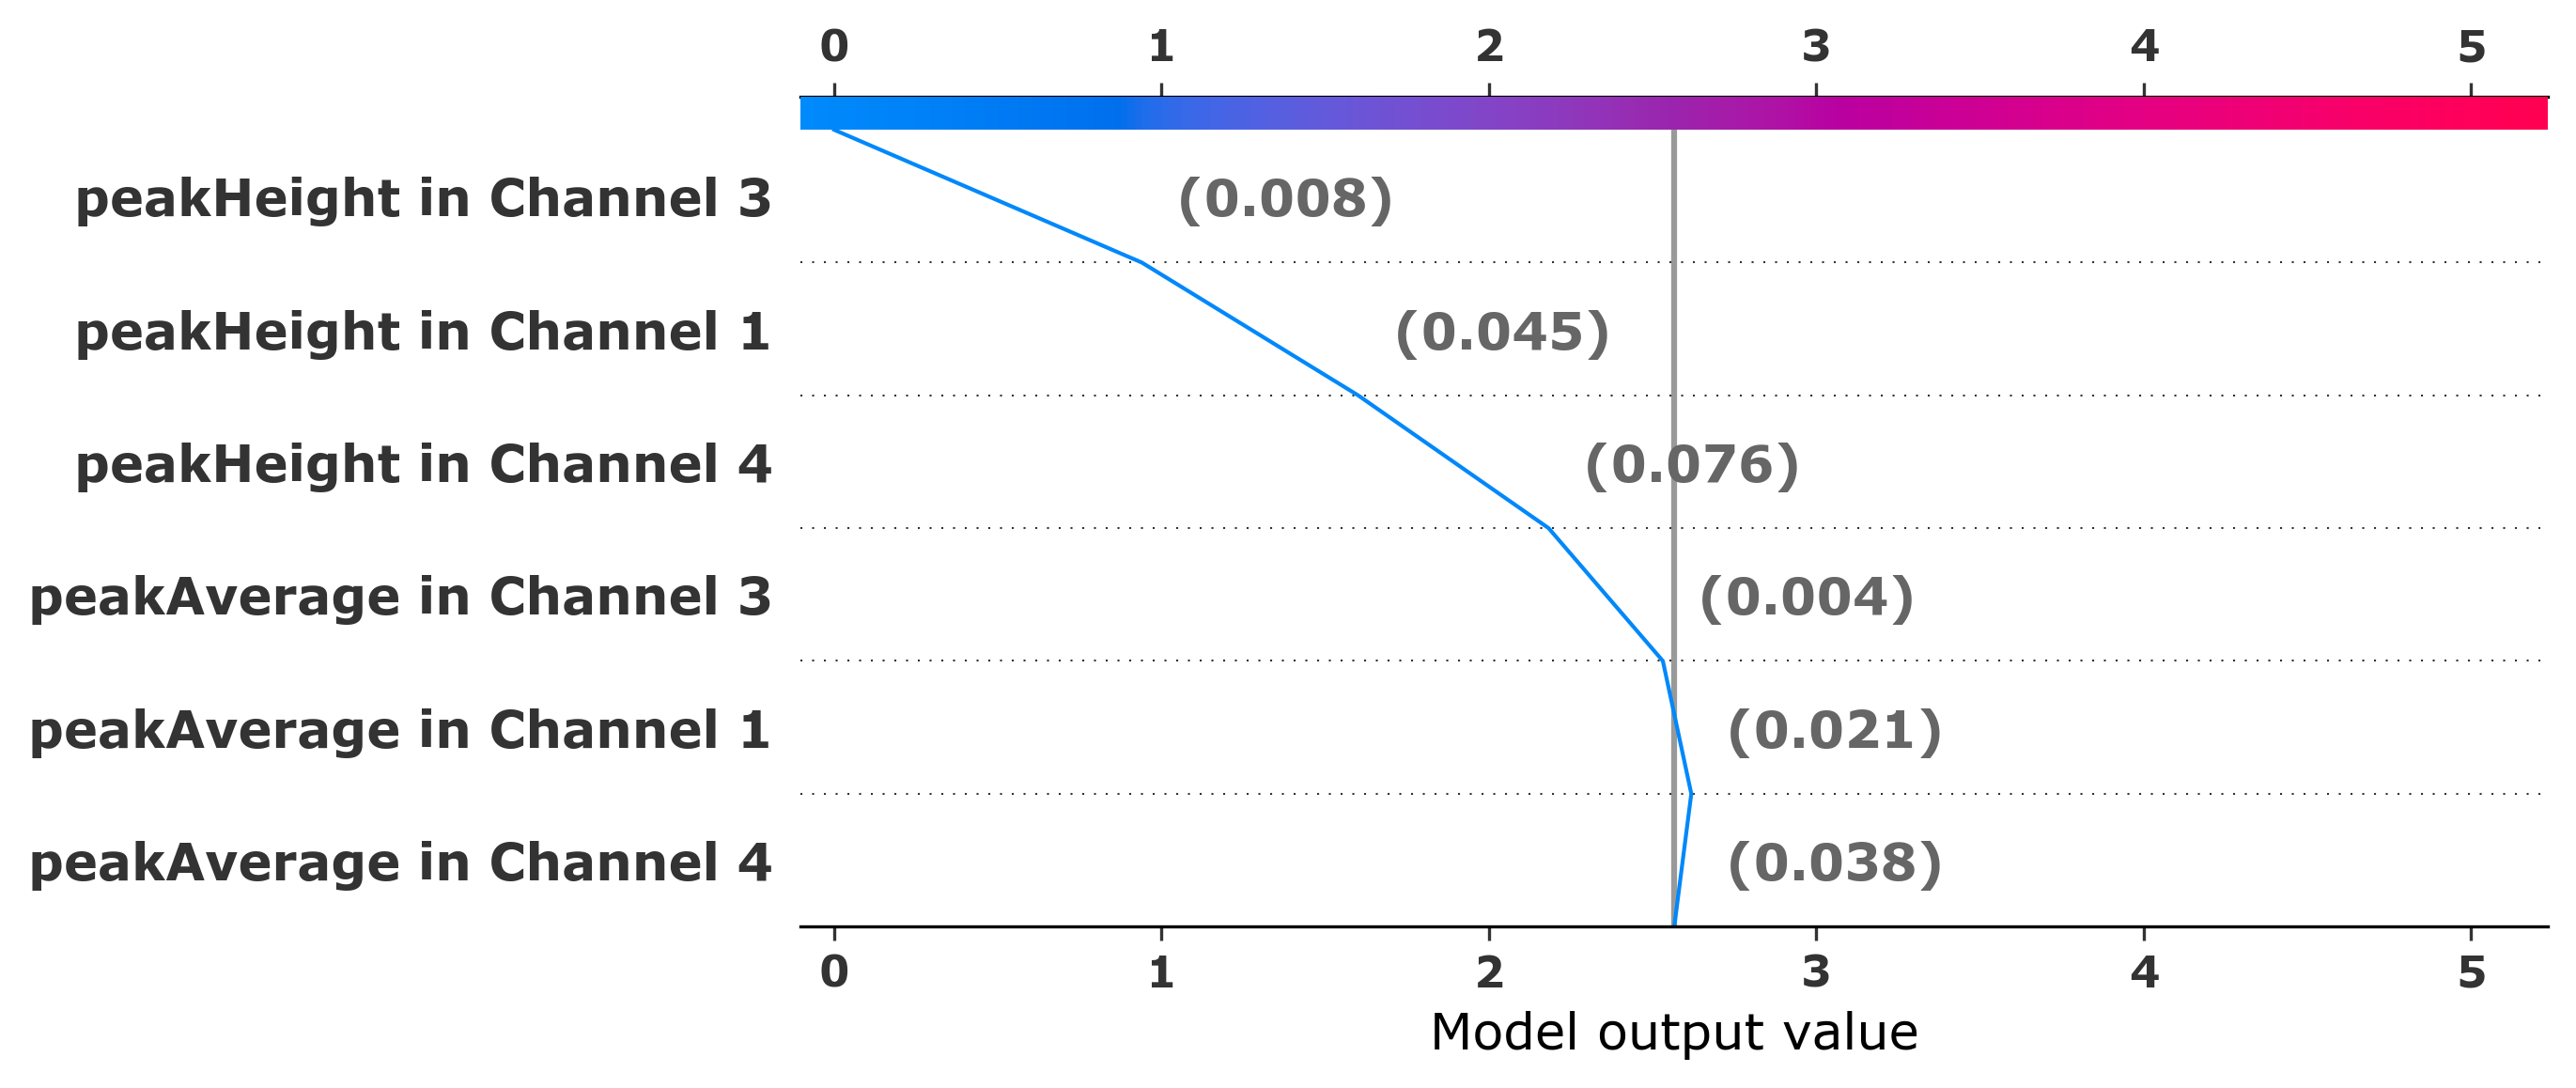 0 1 2 3 4 5
peakHeight in Channel 3 (0.008)
peakHeight in Channel 1 (0.045)
peakHeight in Channel 4 (0.076)
peakAverage in Channel 3 (0.004)
peakAverage in Channel 1 (0.021)
peakAverage in Channel 4 (0.038)
0 1 2 3 4 5
Model output value